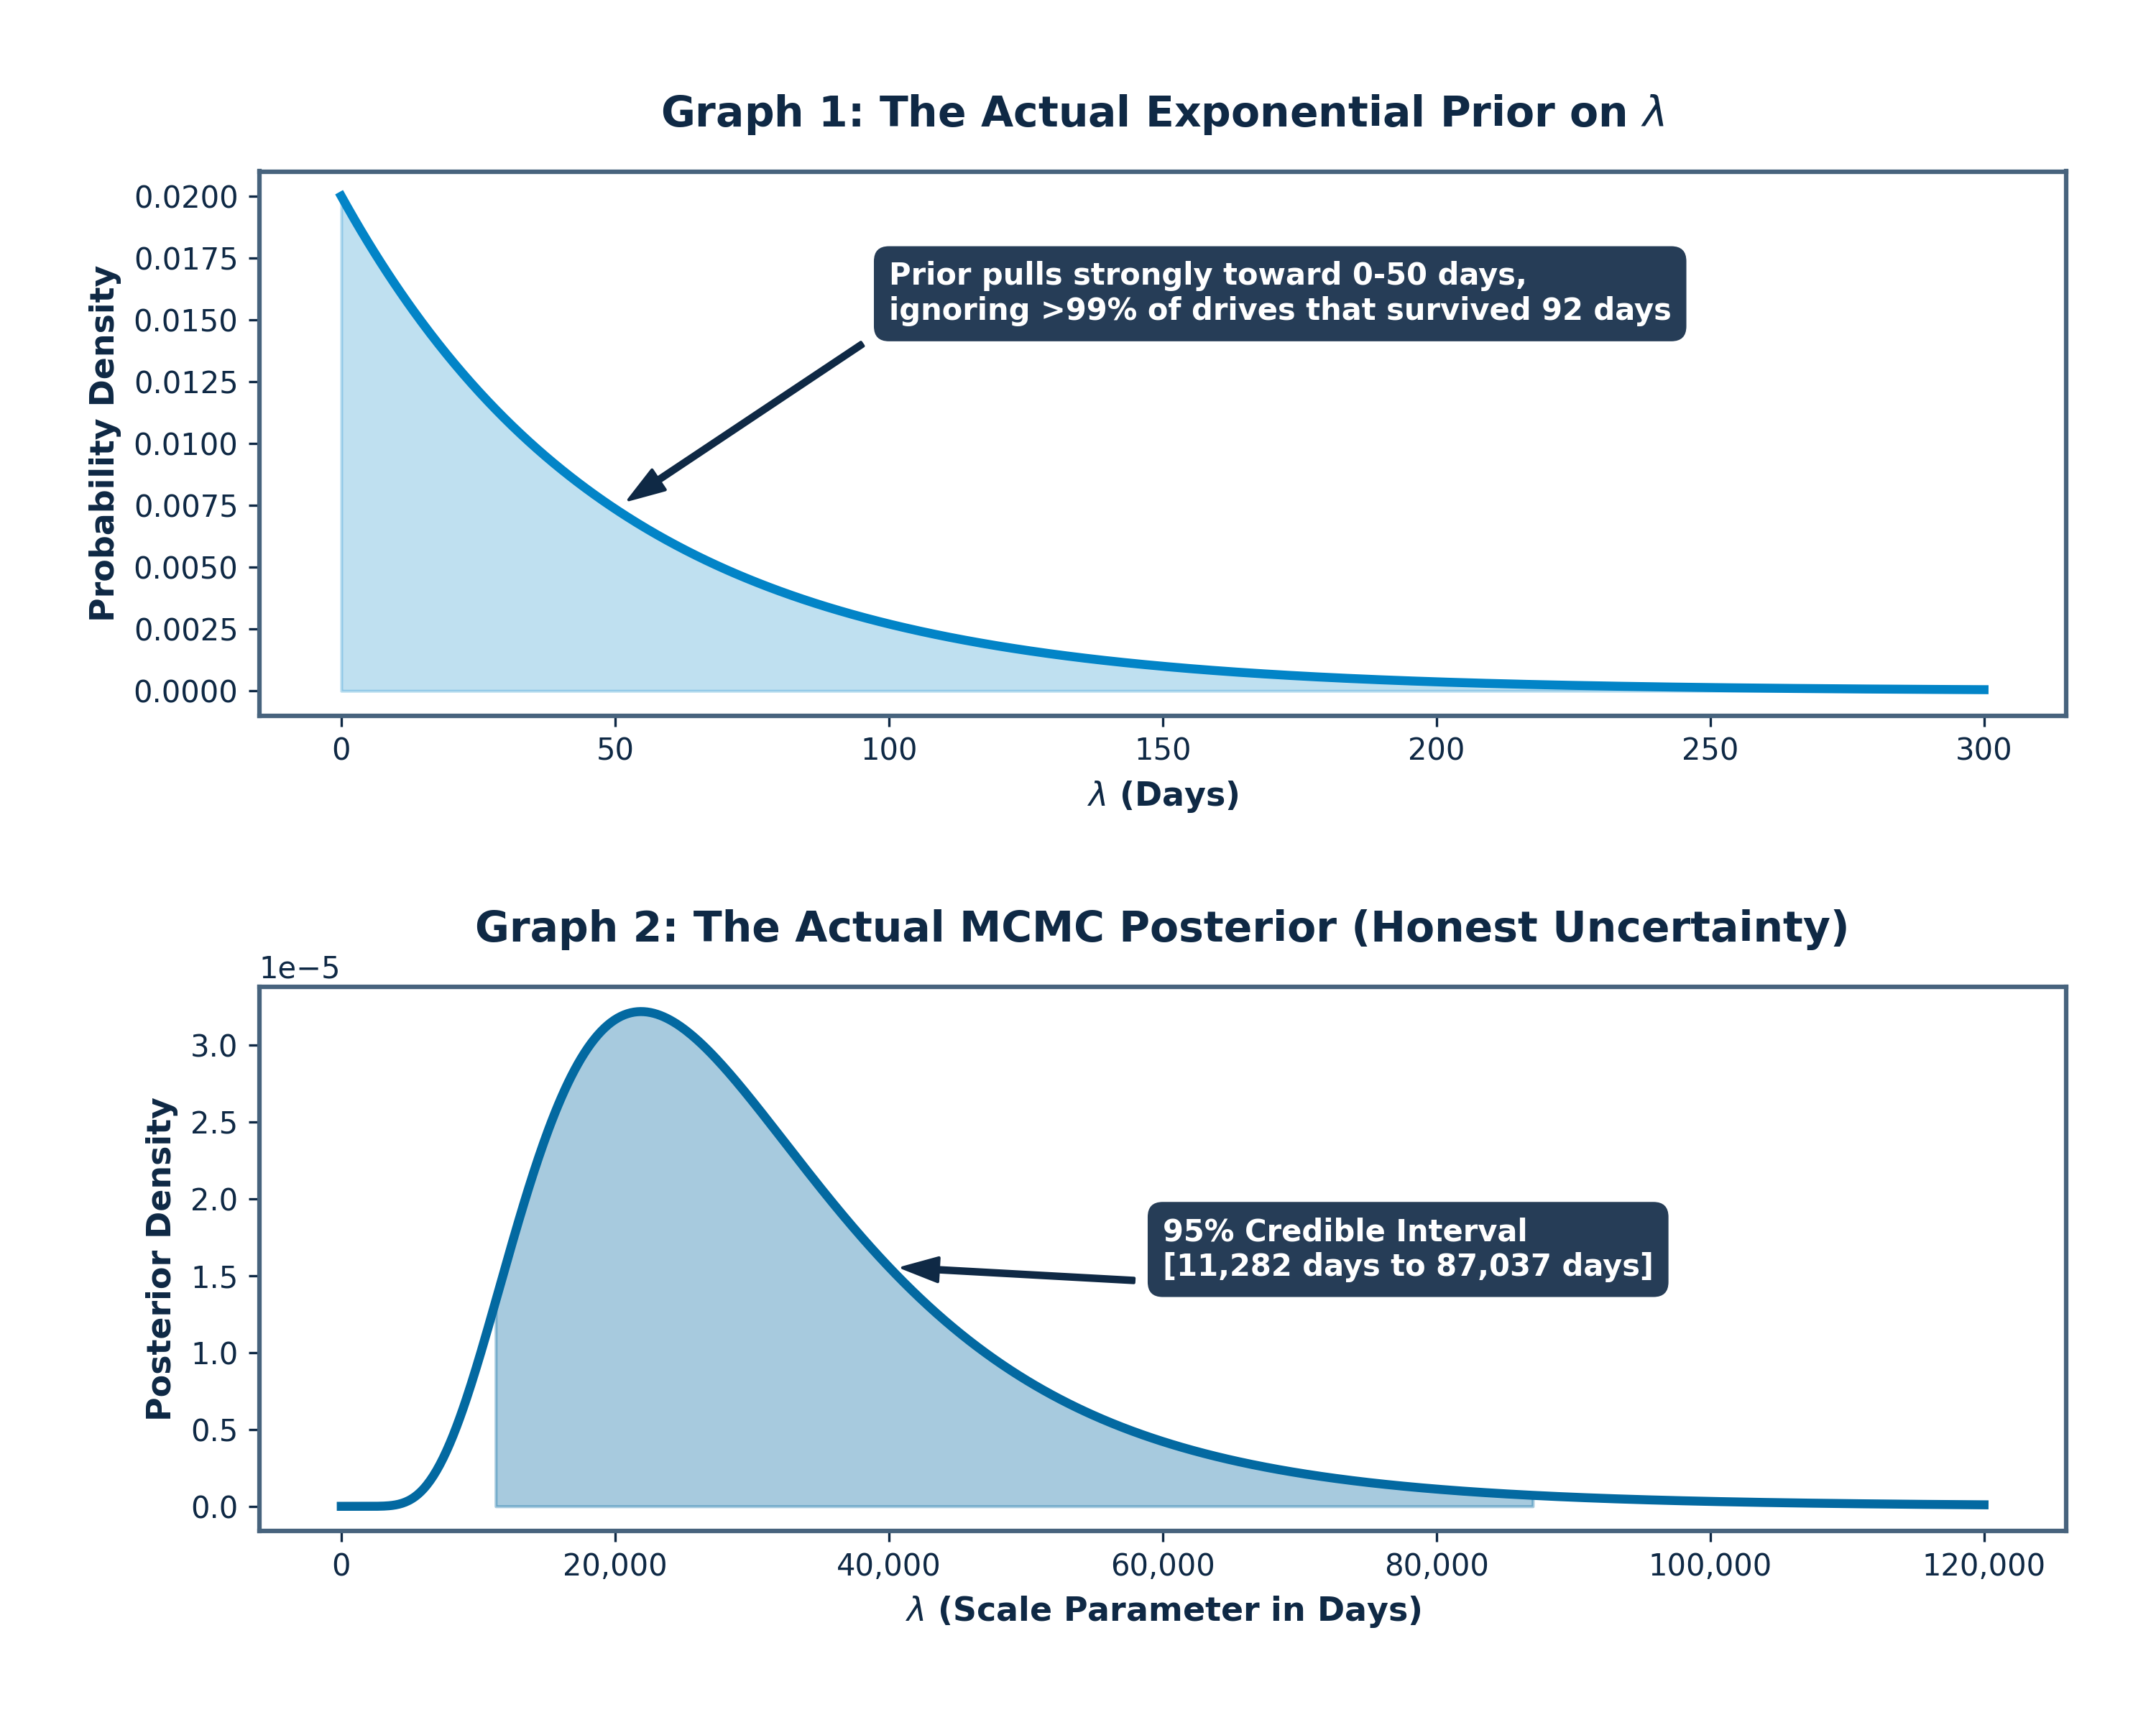 Graph 1: The Actual Exponential Prior on λ
0.0200
0.0175
0.0150
0.0125
0.0100
0.0075
0.0050
0.0025
0.0000
Probability Density
Prior pulls strongly toward 0-50 days,
ignoring >99% of drives that survived 92 days
0 50 100 150 200 250 300
λ (Days)
Graph 2: The Actual MCMC Posterior (Honest Uncertainty)
1e−5
3.0
2.5
2.0
1.5
1.0
0.5
0.0
Posterior Density
95% Credible Interval
[11,282 days to 87,037 days]
0 20,000 40,000 60,000 80,000 100,000 120,000
λ (Scale Parameter in Days)